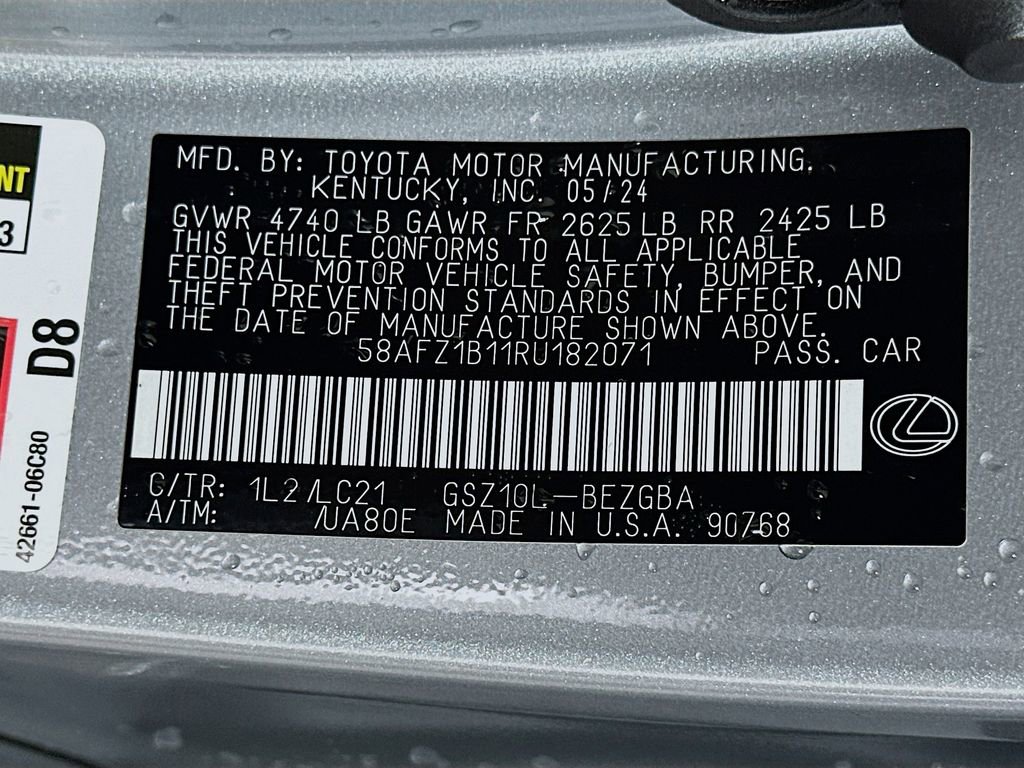 MFD. BY: TOYOTA MOTOR MANUFACTURING.
: KENTUCKY, INC. 05/24
GVWR 4740 LB GAWR FR 2625 LB RR 2425 LB
THIS VEHICLE CONFORMS TO ALL APPLICABLE
FEDERAL MOTOR VEHICLE SAFETY, BUMPER, AND
THEFT PREVENTION STANDARDS IN EFFECT ON
THE DATE OF MANUFACTURE SHOWN ABOVE.
58AFZ1B11RU182071 PASS. CAR
C/TR: 1L2 /LC21 GSZ10L-BEZGBA
A/TM: /UA80E MADE IN U.S.A. 90768
NT
3
D8
42661-06C80